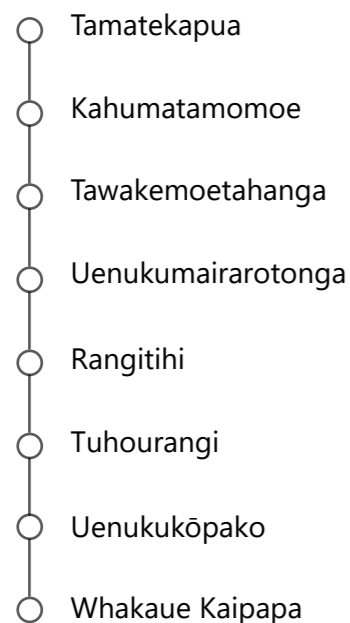 Tamatekapua
Kahumatamomoe
Tawakemoetahanga
Uenukumairarotonga
Rangitihi
Tuhourangi
Uenukukōpako
Whakaue Kaipapa